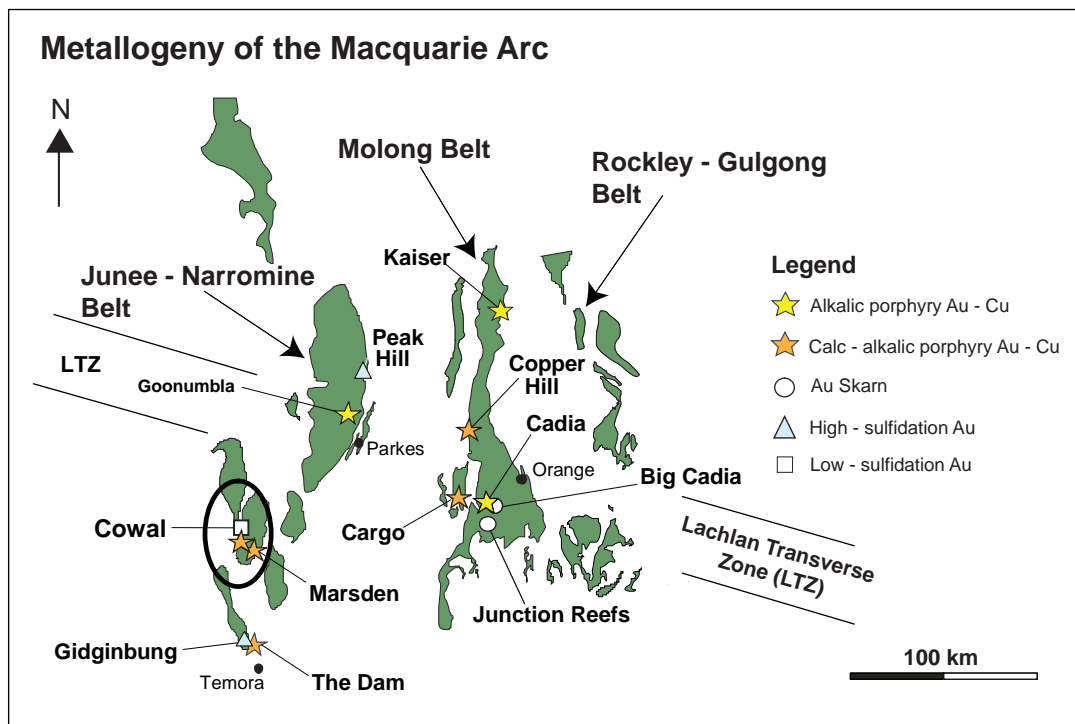 Metallogeny of the Macquarie Arc
N
Molong Belt
Rockley - Gulgong
Belt
Kaiser
Junee - Narromine
Belt
Legend
Alkalic porphyry Au - Cu
Calc - alkalic porphyry Au - Cu
Au Skarn
High - sulfidation Au
Low - sulfidation Au
Peak
Hill
LTZ
Goonumbla
Copper
Hill
Cadia
Parkes
Orange
Big Cadia
Cowal
Cargo
Lachlan Transverse
Zone (LTZ)
Marsden
Junction Reefs
Gidginbung
The Dam
Temora
100 km